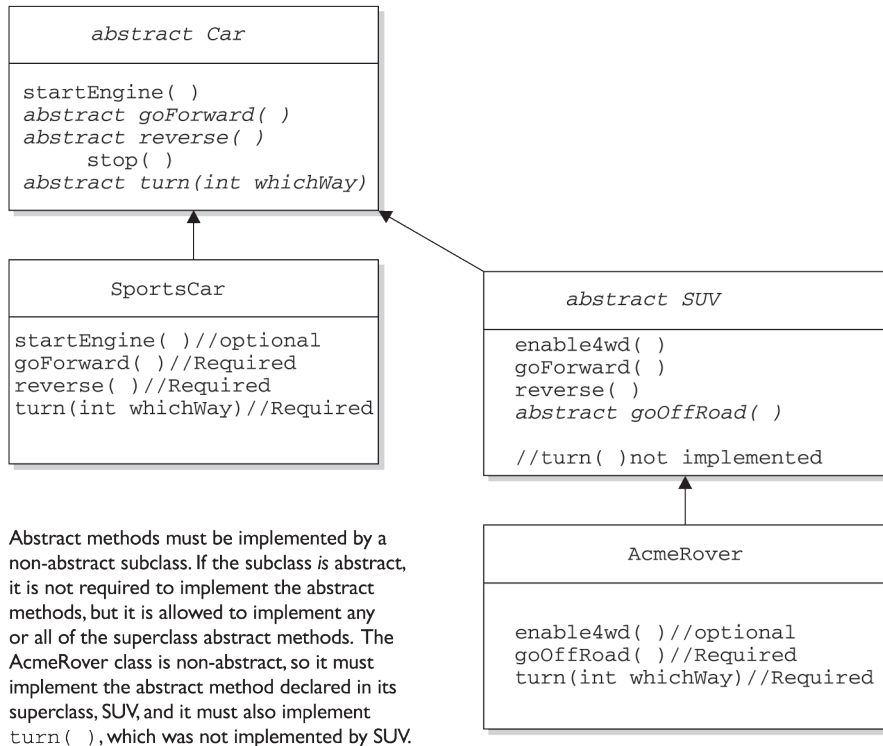 abstract Car
startEngine( )
abstract goForward( )
abstract reverse( )
stop( )
abstract turn(int whichWay)
SportsCar
startEngine( )//optional
goForward( )//Required
reverse( )//Required
turn(int whichWay)//Required
abstract SUV
enable4wd( )
goForward( )
reverse( )
abstract goOffRoad( )
//turn( )not implemented
AcmeRover
enable4wd( )//optional
goOffRoad( )//Required
turn(int whichWay)//Required
Abstract methods must be implemented by a
non-abstract subclass. If the subclass is abstract,
it is not required to implement the abstract
methods, but it is allowed to implement any
or all of the superclass abstract methods. The
AcmeRover class is non-abstract, so it must
implement the abstract method declared in its
superclass, SUV, and it must also implement
turn( ), which was not implemented by SUV.